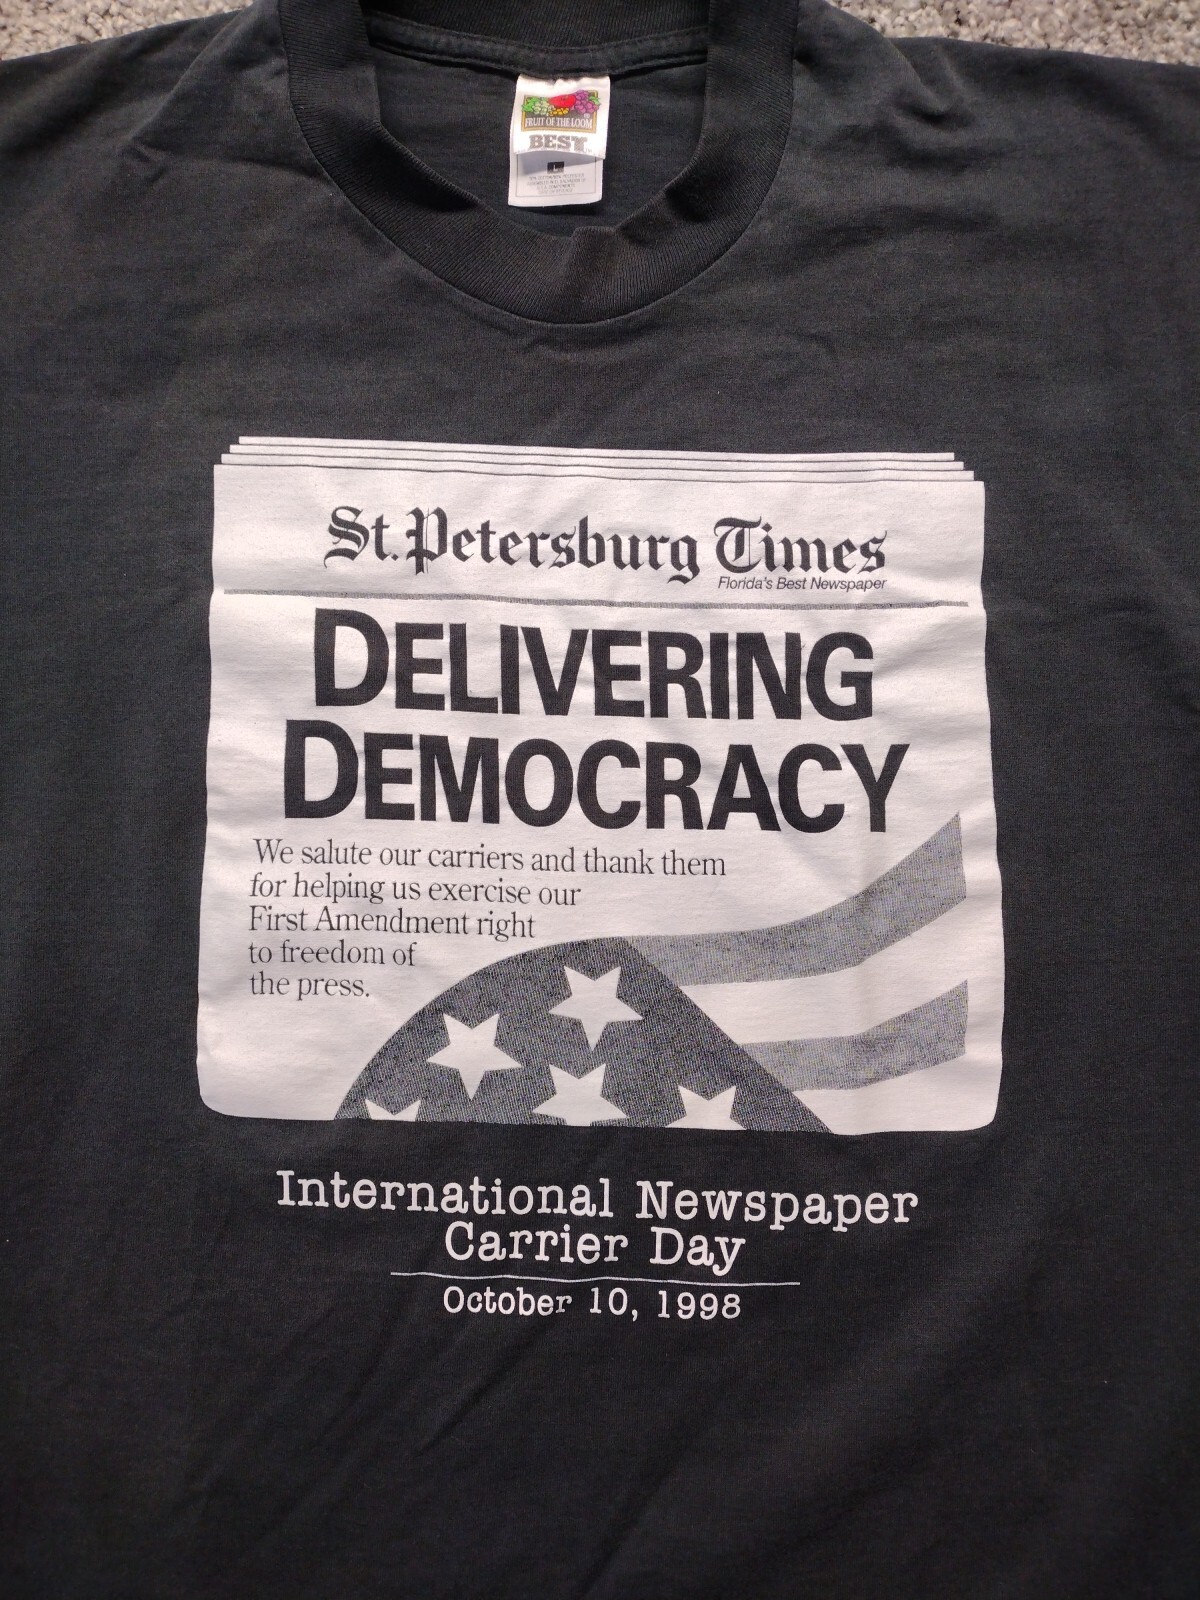 FRUIT OF THE LOOM
BEST
L
St. Petersburg Times
Florida's Best Newspaper
DELIVERING
DEMOCRACY
We salute our carriers and thank them
for helping us exercise our
First Amendment right
to freedom of
the press.
International Newspaper
Carrier Day
October 10, 1998